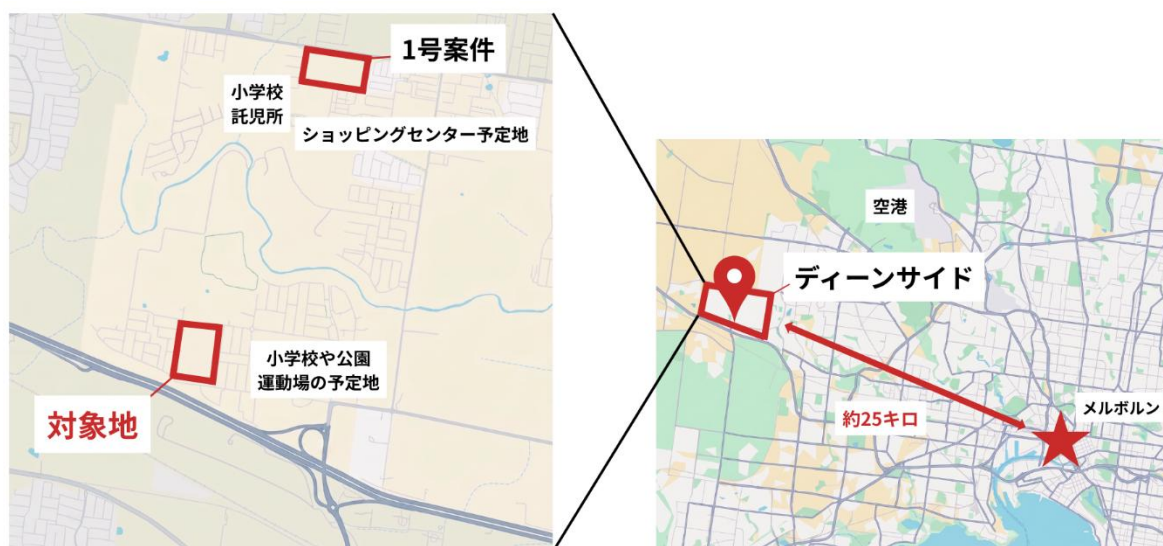 1号案件
小学校
託児所
ショッピングセンター予定地
小学校や公園
運動場の予定地
対象地
空港
ディーンサイド
約25キロ
メルボルン